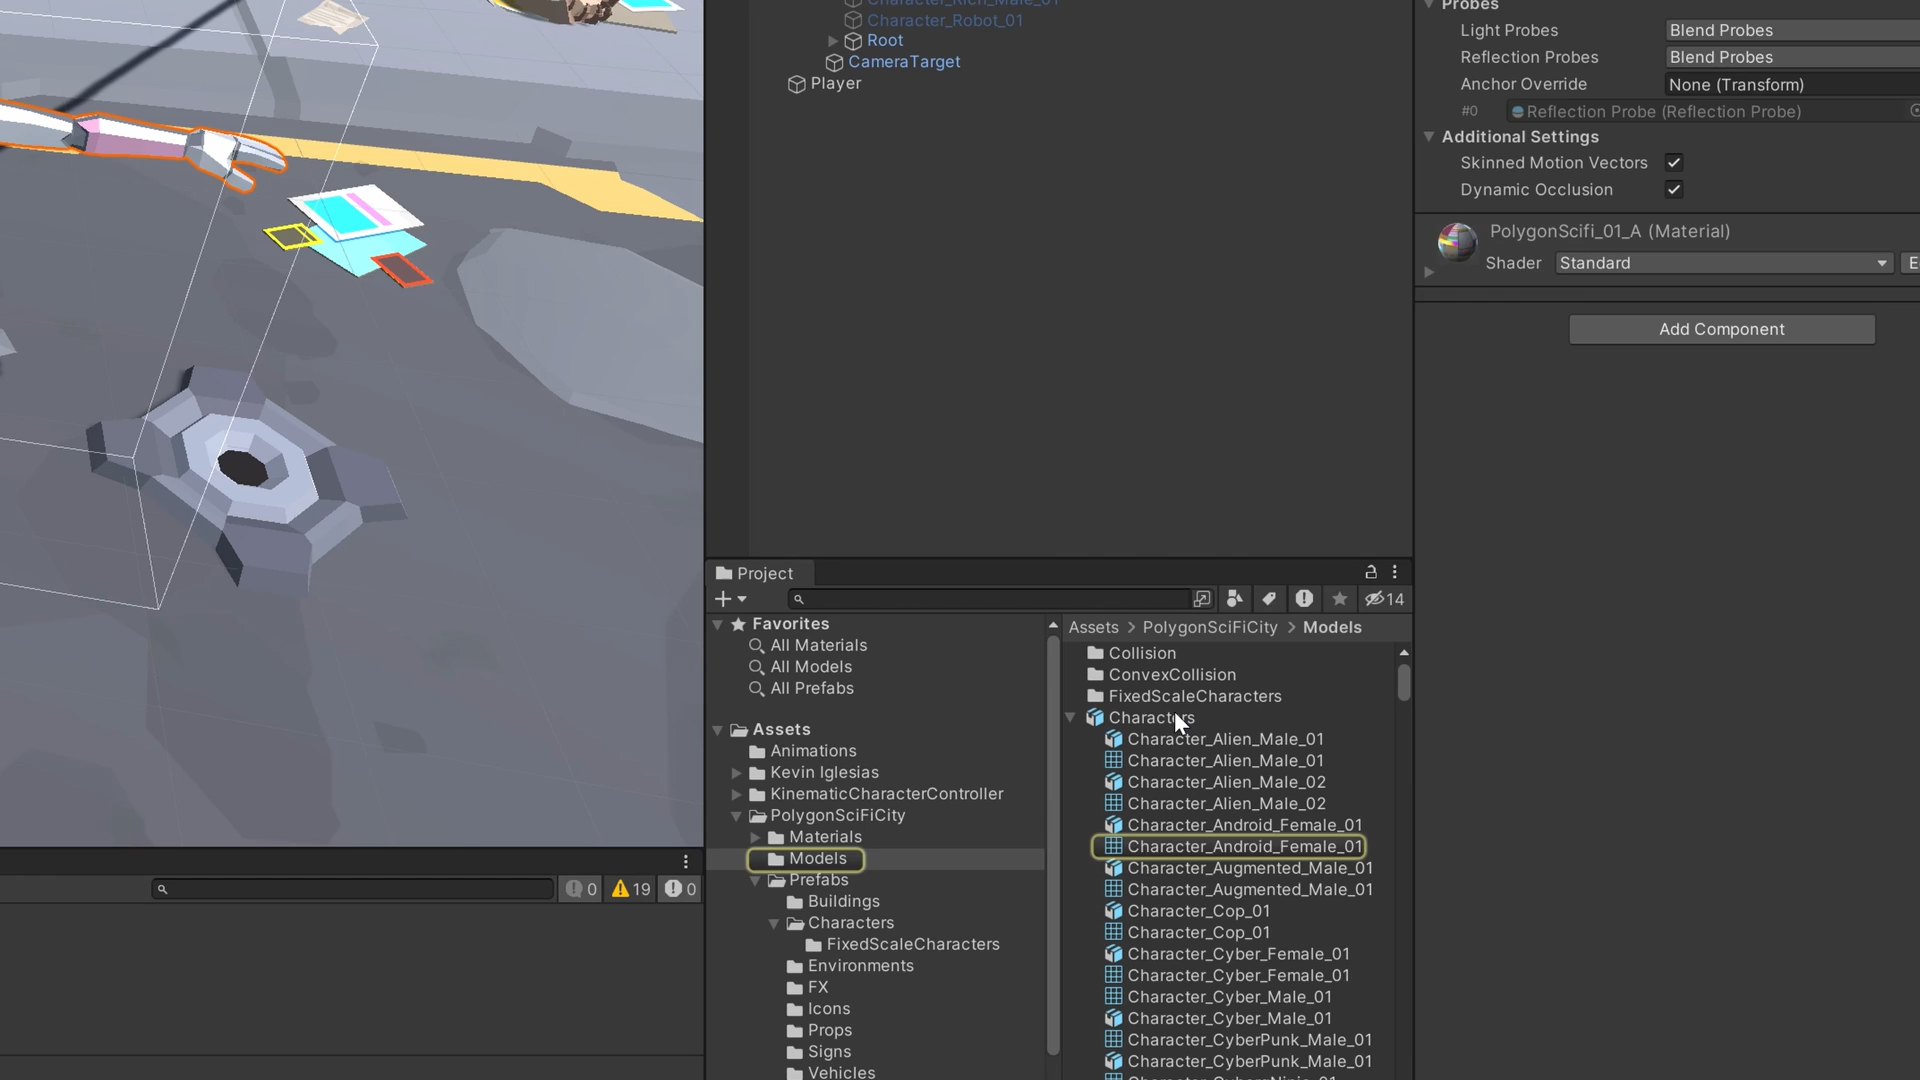 Character_Rich_Male_01
Character_Robot_01
Root
CameraTarget
Player
Probes
Light Probes
Blend Probes
Reflection Probes
Blend Probes
Anchor Override
None (Transform)
#0
Reflection Probe (Reflection Probe)
Additional Settings
Skinned Motion Vectors
Dynamic Occlusion
PolygonScifi_01_A (Material)
Shader
Standard
E
Add Component
Project
14
Favorites
All Materials
All Models
All Prefabs
Assets
Animations
Kevin Iglesias
KinematicCharacterController
PolygonSciFiCity
Materials
Models
Prefabs
Buildings
Characters
FixedScaleCharacters
Environments
FX
Icons
Props
Signs
Vehicles
Assets > PolygonSciFiCity > Models
Collision
ConvexCollision
FixedScaleCharacters
Characters
Character_Alien_Male_01
Character_Alien_Male_01
Character_Alien_Male_02
Character_Alien_Male_02
Character_Android_Female_01
Character_Android_Female_01
Character_Augmented_Male_01
Character_Augmented_Male_01
Character_Cop_01
Character_Cop_01
Character_Cyber_Female_01
Character_Cyber_Female_01
Character_Cyber_Male_01
Character_Cyber_Male_01
Character_CyberPunk_Male_01
Character_CyberPunk_Male_01
0
19
0